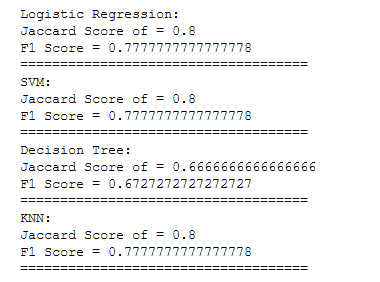 Logistic Regression:
Jaccard Score of = 0.8
F1 Score = 0.7777777777777778
===================================
SVM:
Jaccard Score of = 0.8
F1 Score = 0.7777777777777778
===================================
Decision Tree:
Jaccard Score of = 0.6666666666666666
F1 Score = 0.6727272727272727
===================================
KNN:
Jaccard Score of = 0.8
F1 Score = 0.7777777777777778
===================================